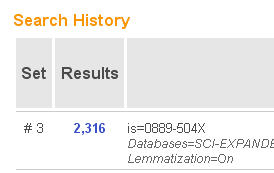 Search History
Set Results
# 3 2,316 is=0889-504X
Databases=SCI-EXPANDE
Lemmatization=On